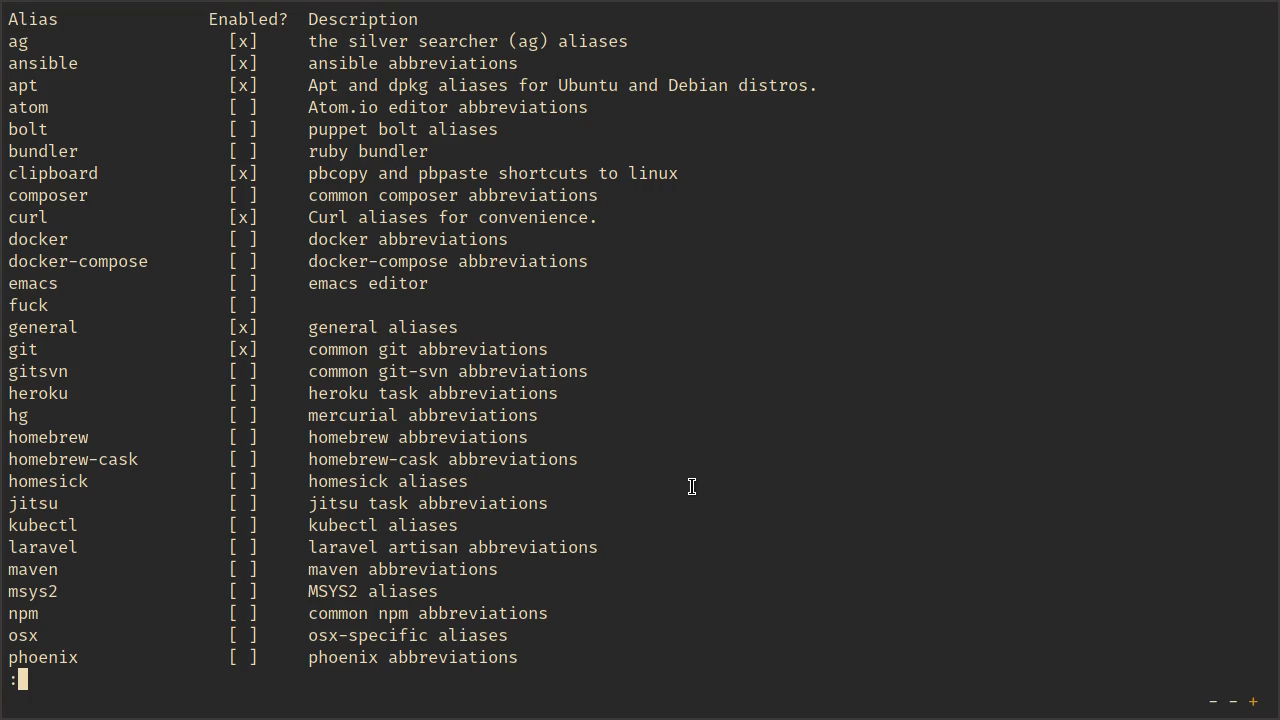 Alias Enabled? Description
ag [x] the silver searcher (ag) aliases
ansible [x] ansible abbreviations
apt [x] Apt and dpkg aliases for Ubuntu and Debian distros.
atom [ ] Atom.io editor abbreviations
bolt [ ] puppet bolt aliases
bundler [ ] ruby bundler
clipboard [x] pbcopy and pbpaste shortcuts to linux
composer [ ] common composer abbreviations
curl [x] Curl aliases for convenience.
docker [ ] docker abbreviations
docker-compose [ ] docker-compose abbreviations
emacs [ ] emacs editor
fuck [ ]
general [x] general aliases
git [x] common git abbreviations
gitsvn [ ] common git-svn abbreviations
heroku [ ] heroku task abbreviations
hg [ ] mercurial abbreviations
homebrew [ ] homebrew abbreviations
homebrew-cask [ ] homebrew-cask abbreviations
homesick [ ] homesick aliases
jitsu [ ] jitsu task abbreviations
kubectl [ ] kubectl aliases
laravel [ ] laravel artisan abbreviations
maven [ ] maven abbreviations
msys2 [ ] MSYS2 aliases
npm [ ] common npm abbreviations
osx [ ] osx-specific aliases
phoenix [ ] phoenix abbreviations
:
- - +